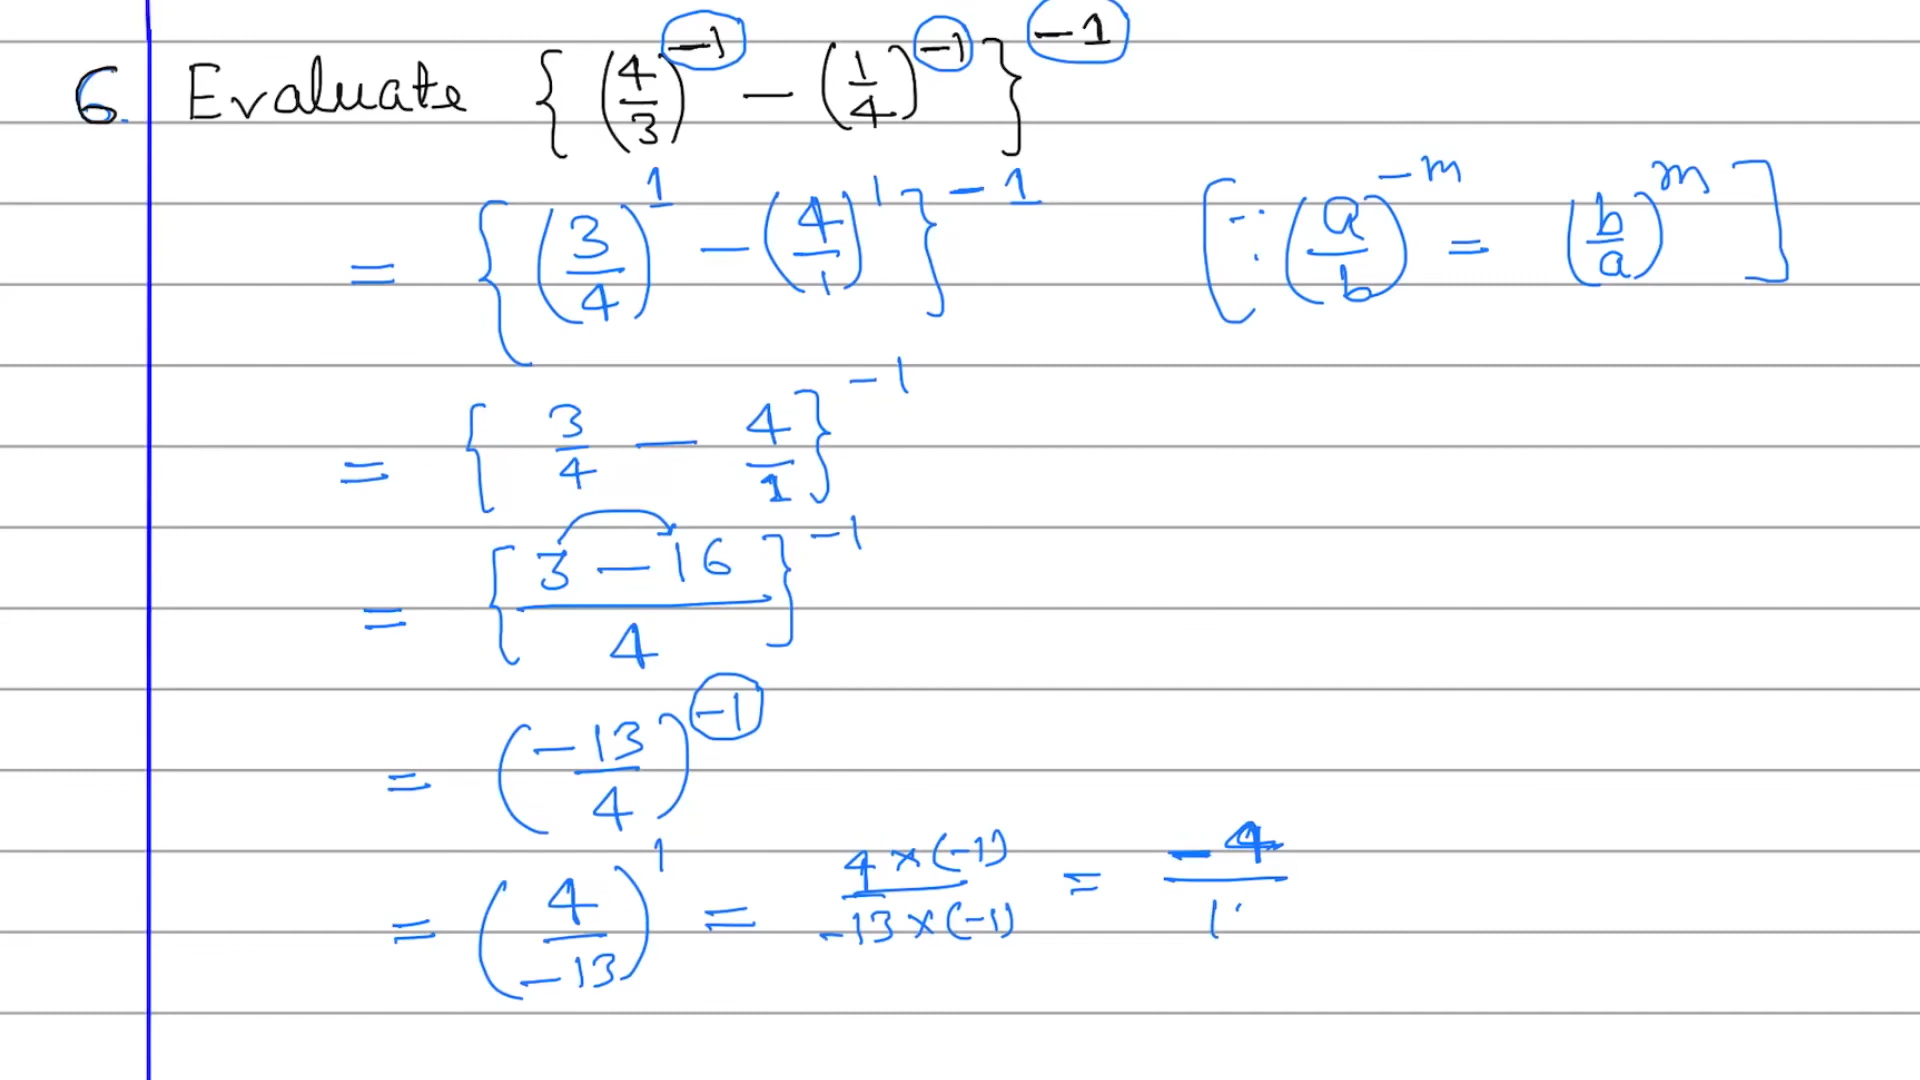 6. Evaluate { (4/3)^-1 − (1/4)^-1 }^-1
= { (3/4)^1 − (4/1)^1 }^-1 [∵ (a/b)^-m = (b/a)^m ]
= { 3/4 − 4/1 }^-1
= { (3 − 16)/4 }^-1
= (−13/4)^-1
= (4/−13)^1 = (4×(−1))/(−13×(−1)) = −4/1